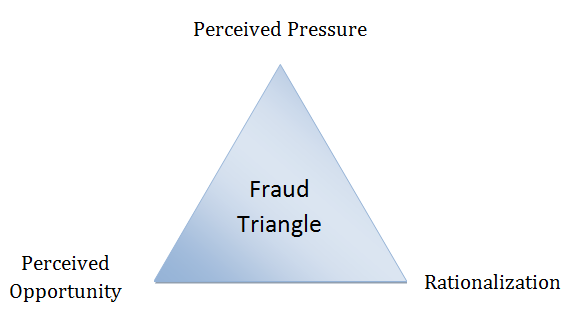 Perceived Pressure
Fraud
Triangle
Perceived
Opportunity
Rationalization